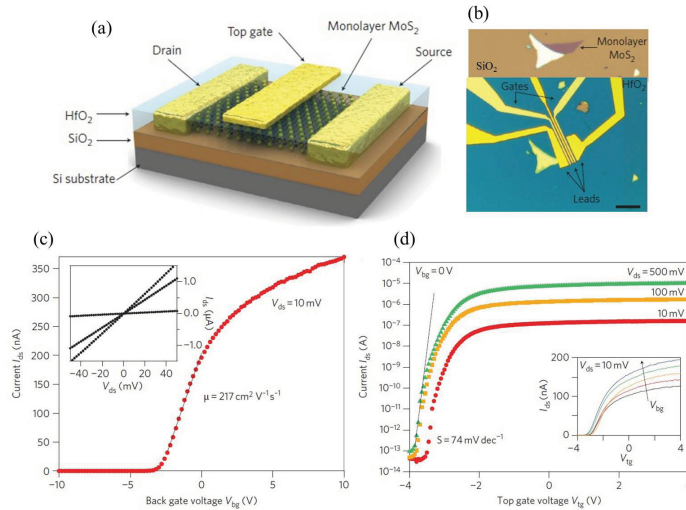 (a)
Top gate
Monolayer MoS₂
Drain
Source
HfO₂
SiO₂
Si substrate
(b)
Monolayer
MoS₂
SiO₂
HfO₂
Gates
Leads
(c)
350
300
250
200
150
100
50
0
Current Ids (nA)
-10
-5
0
5
10
Back gate voltage Vbg (V)
Vds = 10 mV
μ = 217 cm² V⁻¹ s⁻¹
1.0
-0.0
-1.0
Ids (μA)
-40
-20
0
20
40
Vds (mV)
(d)
10⁻⁴
10⁻⁵
10⁻⁶
10⁻⁷
10⁻⁸
10⁻⁹
10⁻¹⁰
10⁻¹¹
10⁻¹²
10⁻¹³
10⁻¹⁴
Current Ids (A)
Vbg = 0 V
Vds = 500 mV
100 mV
10 mV
S = 74 mV dec⁻¹
-4
-2
0
2
4
Top gate voltage Vtg (V)
200
100
0
Ids (nA)
Vds = 10 mV
Vbg
-4
0
4
Vtg